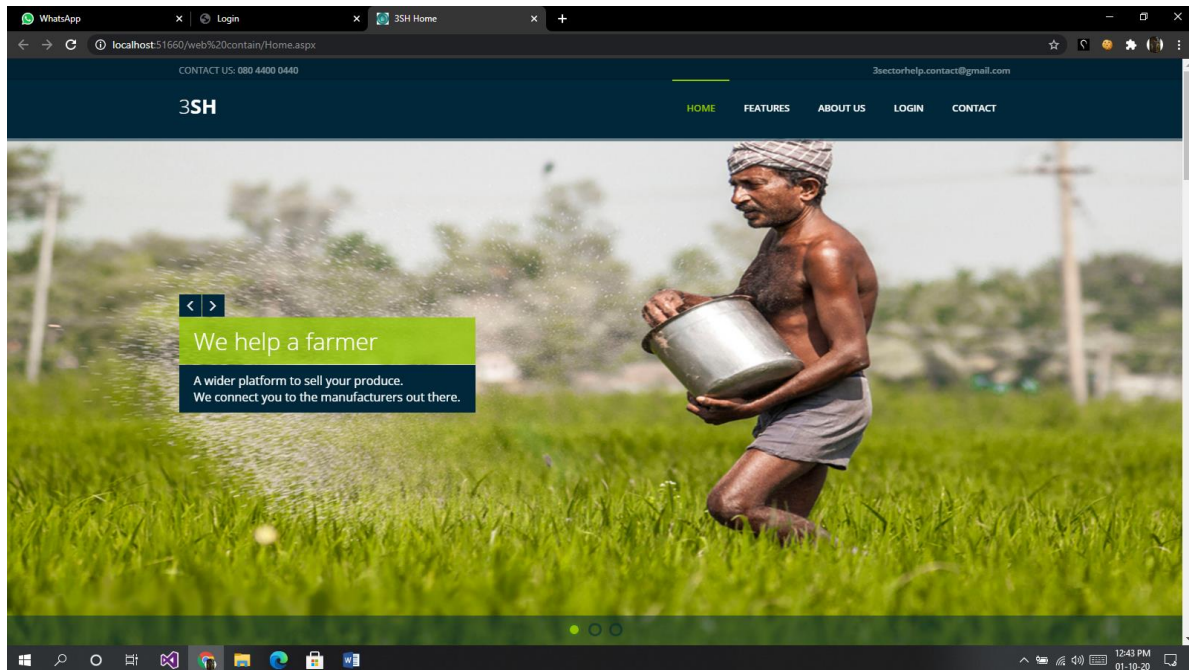 WhatsApp
Login
3SH Home
localhost:51660/web%20contain/Home.aspx
CONTACT US: 080 4400 0440
3sectorhelp.contact@gmail.com
3SH
HOME FEATURES ABOUT US LOGIN CONTACT
We help a farmer
A wider platform to sell your produce.
We connect you to the manufacturers out there.
12:43 PM
01-10-20